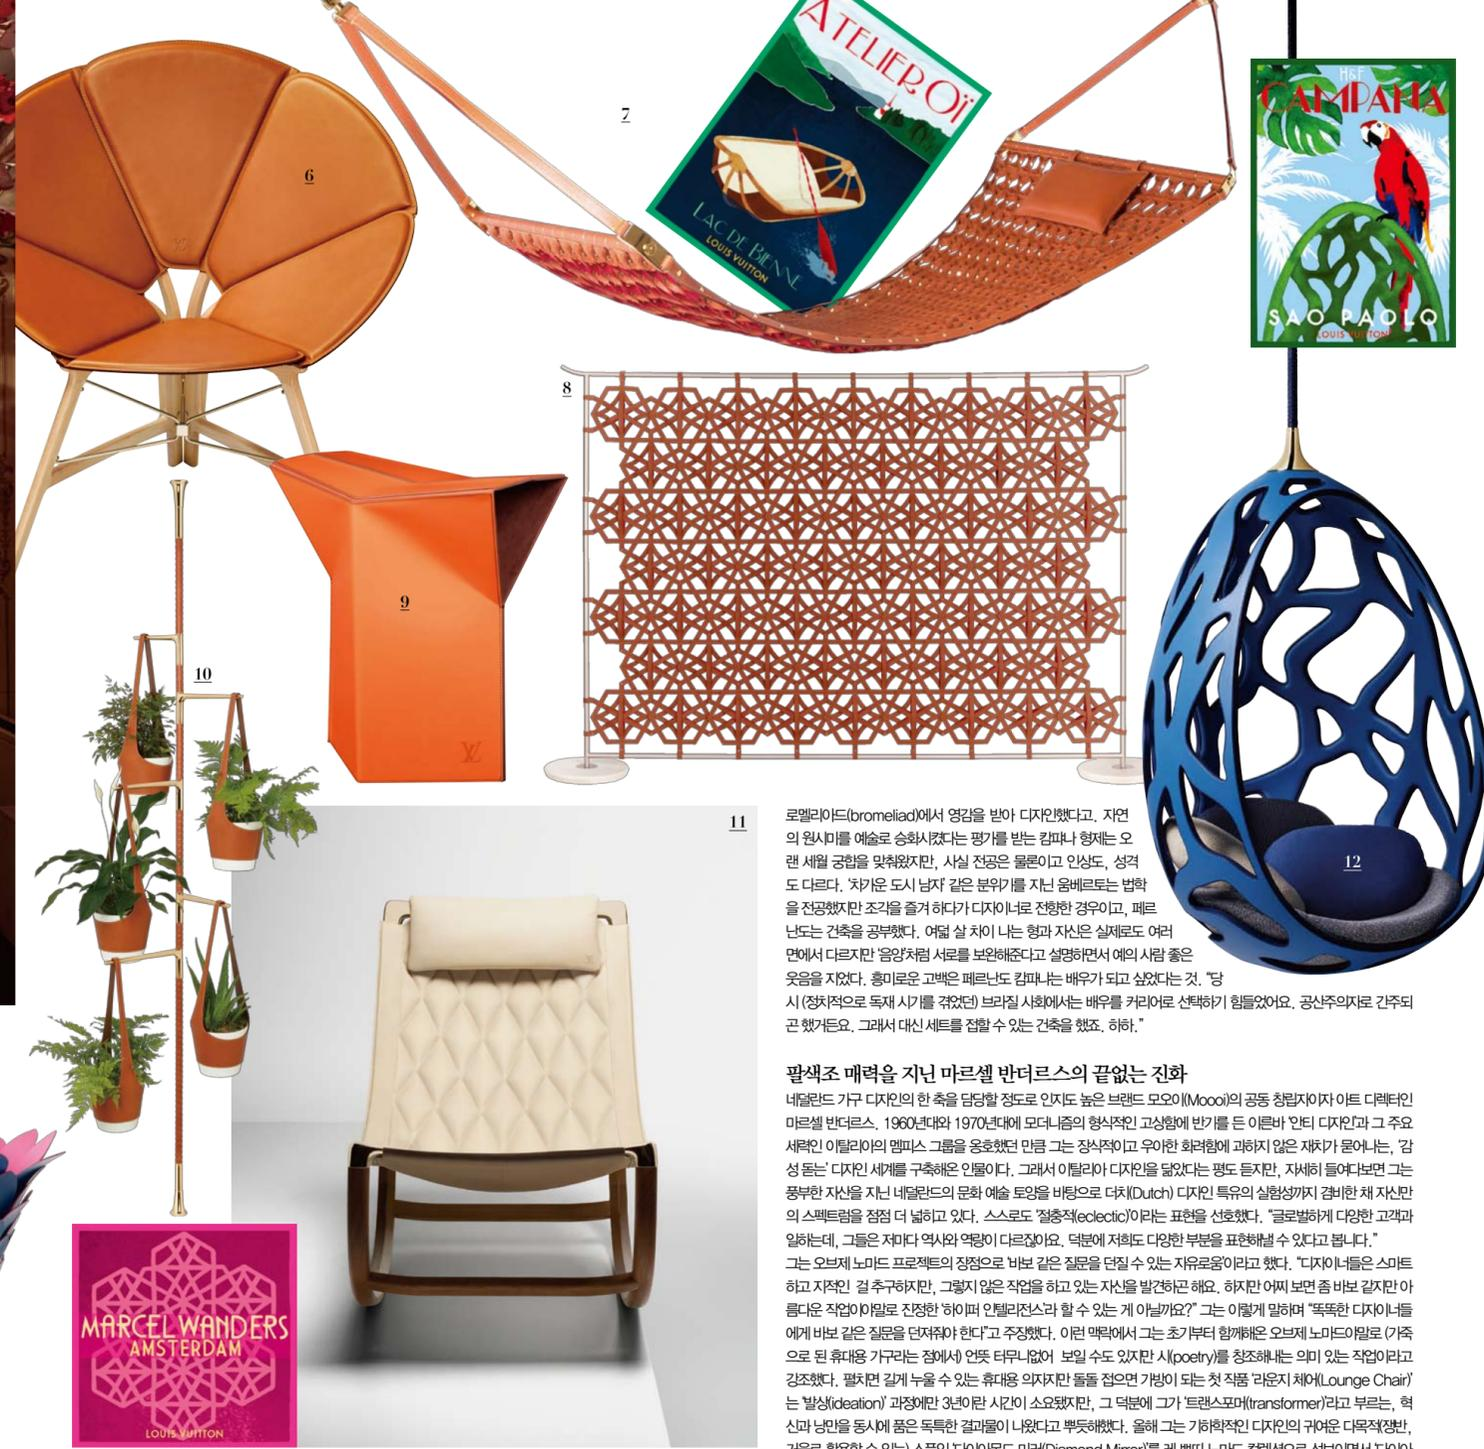 6
7
ATELIER OÏ
LAC DE BIENNE
LOUIS VUITTON
H&F
CAMPANA
SAO PAOLO
LOUIS VUITTON
8
9
LV
10
11
12
로멜리아드(bromeliad)에서 영감을 받아 디자인했다고. 자연
의 원시미를 예술로 승화시켰다는 평가를 받는 캄파나 형제는 오
랜 세월 궁합을 맞춰왔지만, 사실 전공은 물론이고 인상도, 성격
도 다르다. ‘차가운 도시 남자’ 같은 분위기를 지닌 움베르토는 법학
을 전공했지만 조각을 즐겨 하다가 디자이너로 전향한 경우이고, 페르
난도는 건축을 공부했다. 여덟 살 차이 나는 형과 자신은 실제로도 여러
면에서 다르지만 ‘음양’처럼 서로를 보완해준다고 설명하면서 예의 사람 좋은
웃음을 지었다. 흥미로운 고백은 페르난도 캄파나는 배우가 되고 싶었다는 것. “당
시 (정치적으로 독재 시기를 겪었던) 브라질 사회에서는 배우를 커리어로 선택하기 힘들었어요. 공산주의자로 간주되
곤 했거든요. 그래서 대신 세트를 접할 수 있는 건축을 했죠. 하하.”
팔색조 매력을 지닌 마르셀 반더르스의 끝없는 진화
네덜란드 가구 디자인의 한 축을 담당할 정도로 인지도 높은 브랜드 모오이(Moooi)의 공동 창립자이자 아트 디렉터인
마르셀 반더르스. 1960년대와 1970년대에 모더니즘의 형식적인 고상함에 반기를 든 이른바 ‘안티 디자인’과 그 주요
세력인 이탈리아의 멤피스 그룹을 옹호했던 만큼 그는 장식적이고 우아한 화려함에 과하지 않은 재치가 묻어나는, ‘감
성 돋는’ 디자인 세계를 구축해온 인물이다. 그래서 이탈리아 디자인을 닮았다는 평도 듣지만, 자세히 들여다보면 그는
풍부한 자산을 지닌 네덜란드의 문화 예술 토양을 바탕으로 더치(Dutch) 디자인 특유의 실험성까지 겸비한 채 자신만
의 스펙트럼을 점점 더 넓히고 있다. 스스로도 ‘절충적(eclectic)’이라는 표현을 선호했다. “글로벌하게 다양한 고객과
일하는데, 그들은 저마다 역사와 역량이 다르잖아요. 덕분에 저희도 다양한 부분을 표현해낼 수 있다고 봅니다.”
그는 오브제 노마드 프로젝트의 장점으로 ‘바보 같은 질문을 던질 수 있는 자유로움’이라고 했다. “디자이너들은 스마트
하고 지적인 걸 추구하지만, 그렇지 않은 작업을 하고 있는 자신을 발견하곤 해요. 하지만 어찌 보면 좀 바보 같지만 아
름다운 작업이야말로 진정한 ‘하이퍼 인텔리전스’라 할 수 있는 게 아닐까요?” 그는 이렇게 말하며 “똑똑한 디자이너들
에게 바보 같은 질문을 던져줘야 한다”고 주장했다. 이런 맥락에서 그는 초기부터 함께해온 오브제 노마드야말로 (가죽
으로 된 휴대용 가구라는 점에서) 언뜻 터무니없어 보일 수도 있지만 시(poetry)를 창조해내는 의미 있는 작업이라고
강조했다. 펼치면 길게 누울 수 있는 휴대용 의자지만 돌돌 접으면 가방이 되는 첫 작품 ‘라운지 체어(Lounge Chair)’
는 ‘발상(ideation)’ 과정에만 3년이란 시간이 소요됐지만, 그 덕분에 그가 ‘트랜스포머(transformer)’라고 부르는, 혁
신과 낭만을 동시에 품은 독특한 결과물이 나왔다고 뿌듯해했다. 올해 그는 기하학적인 디자인의 귀여운 다목적(쟁반,
MARCEL WANDERS
AMSTERDAM
LOUIS VUITTON